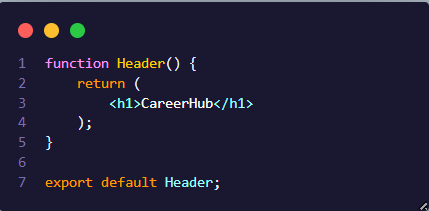 1 function Header() {
2     return (
3         <h1>CareerHub</h1>
4     );
5 }
6
7 export default Header;